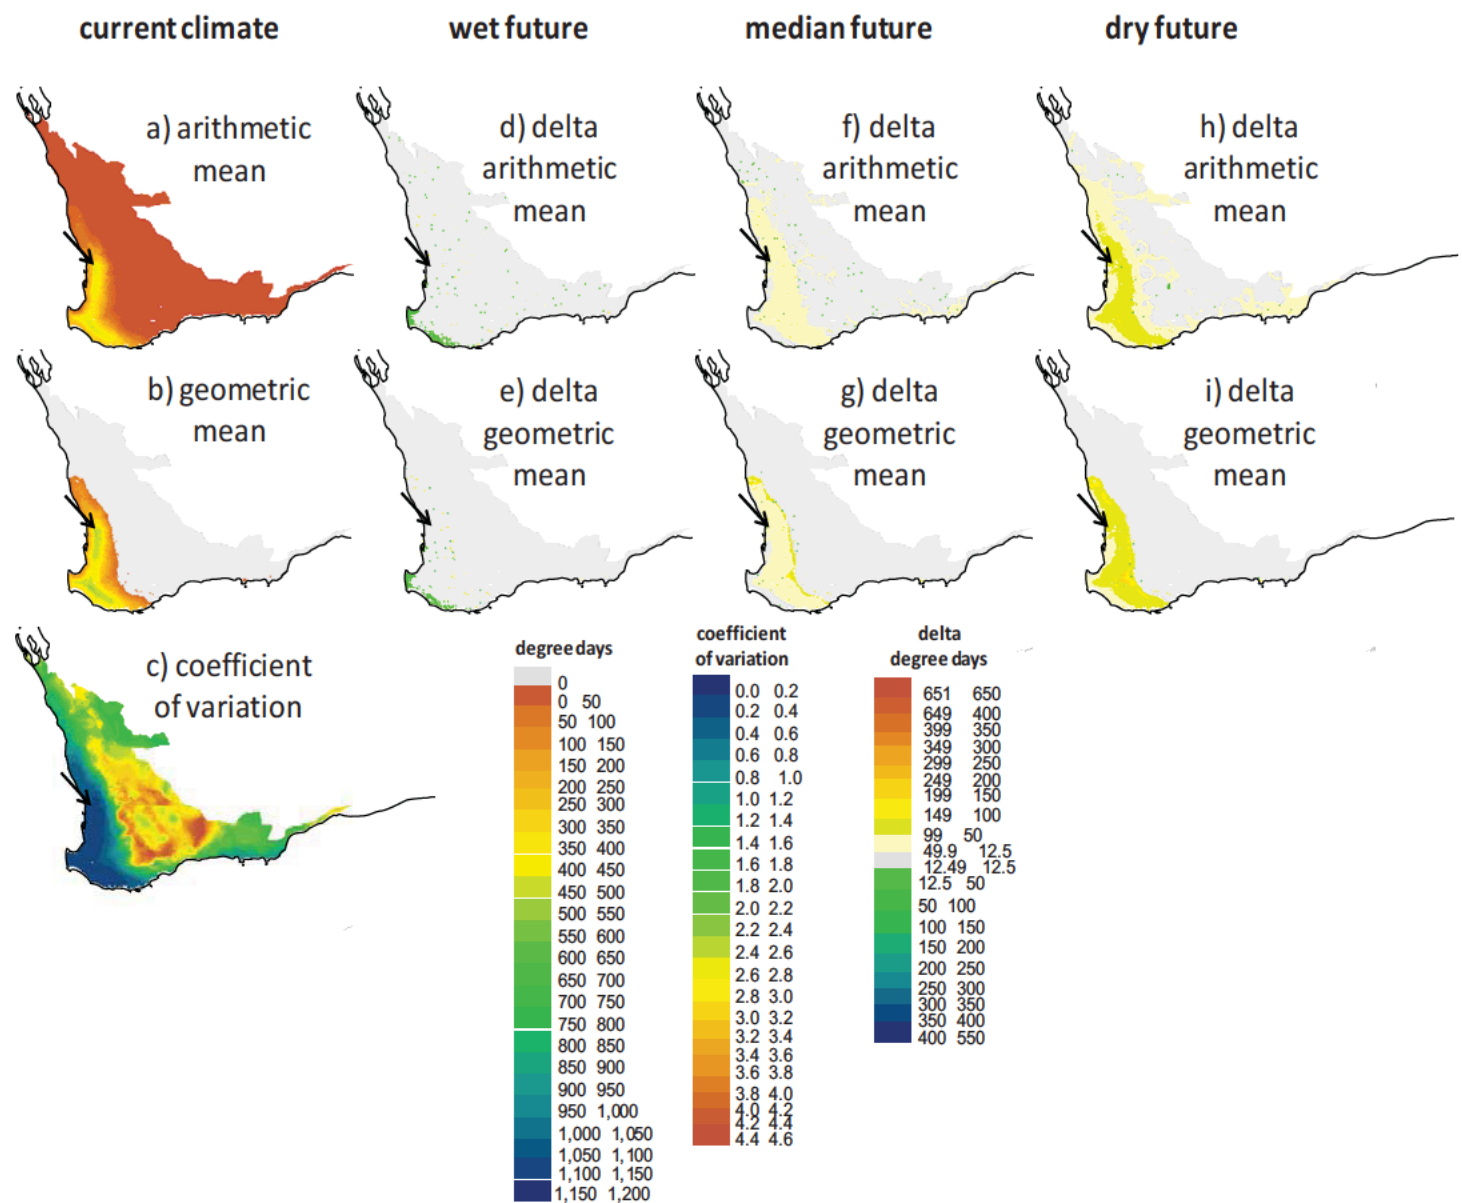 current climate
wet future
median future
dry future
a) arithmetic
mean
d) delta
arithmetic
mean
f) delta
arithmetic
mean
h) delta
arithmetic
mean
b) geometric
mean
e) delta
geometric
mean
g) delta
geometric
mean
i) delta
geometric
mean
c) coefficient
of variation
degree days
0
0 50
50 100
100 150
150 200
200 250
250 300
300 350
350 400
400 450
450 500
500 550
550 600
600 650
650 700
700 750
750 800
800 850
850 900
900 950
950 1,000
1,000 1,050
1,050 1,100
1,100 1,150
1,150 1,200
coefficient
of variation
0.0 0.2
0.2 0.4
0.4 0.6
0.6 0.8
0.8 1.0
1.0 1.2
1.2 1.4
1.4 1.6
1.6 1.8
1.8 2.0
2.0 2.2
2.2 2.4
2.4 2.6
2.6 2.8
2.8 3.0
3.0 3.2
3.2 3.4
3.4 3.6
3.6 3.8
3.8 4.0
4.0 4.2
4.2 4.4
4.4 4.6
delta
degree days
651 650
649 400
399 350
349 300
299 250
249 200
199 150
149 100
99 50
49.9 12.5
12.49 12.5
12.5 50
50 100
100 150
150 200
200 250
250 300
300 350
350 400
400 550